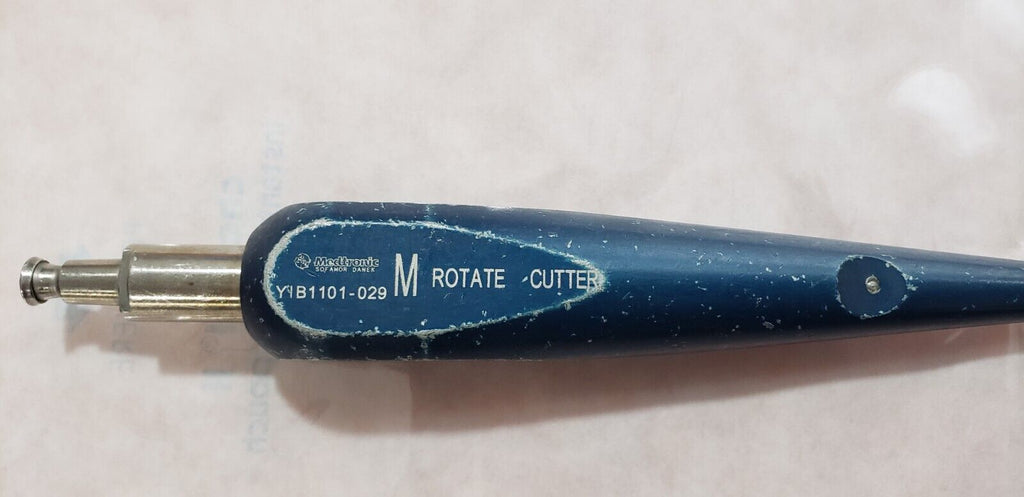 Medtronic
SOFAMOR DANEK
Y1B1101-029
M ROTATE CUTTER